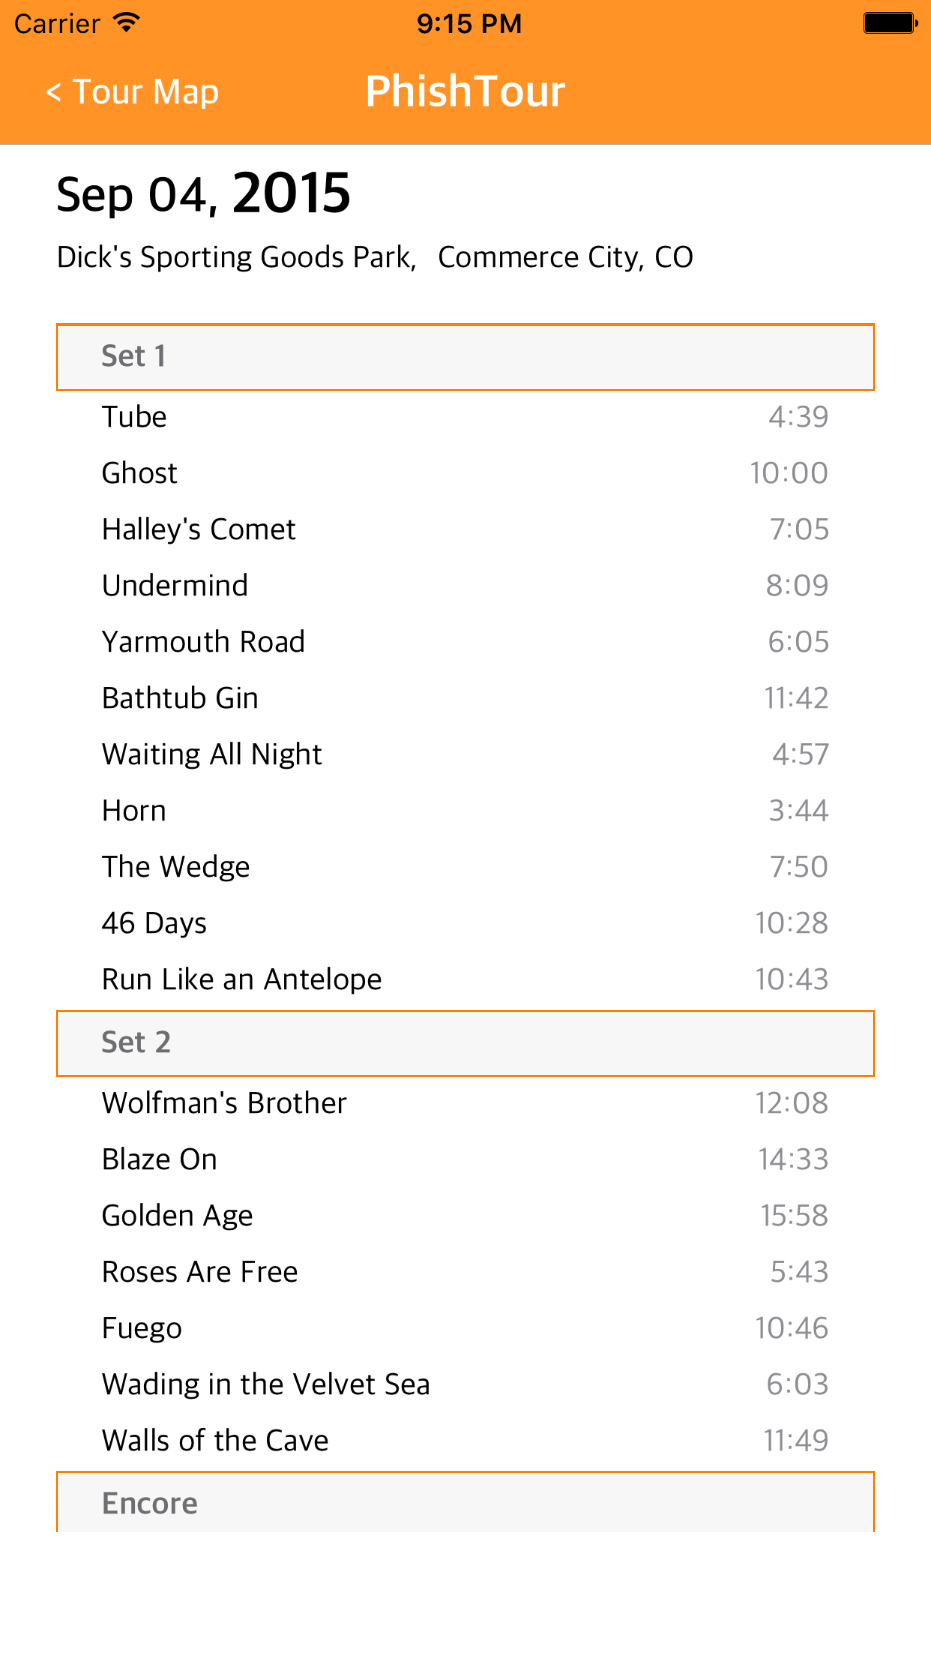 Carrier 9:15 PM
< Tour Map PhishTour
Sep 04, 2015
Dick's Sporting Goods Park, Commerce City, CO
Set 1
Tube 4:39
Ghost 10:00
Halley's Comet 7:05
Undermind 8:09
Yarmouth Road 6:05
Bathtub Gin 11:42
Waiting All Night 4:57
Horn 3:44
The Wedge 7:50
46 Days 10:28
Run Like an Antelope 10:43
Set 2
Wolfman's Brother 12:08
Blaze On 14:33
Golden Age 15:58
Roses Are Free 5:43
Fuego 10:46
Wading in the Velvet Sea 6:03
Walls of the Cave 11:49
Encore